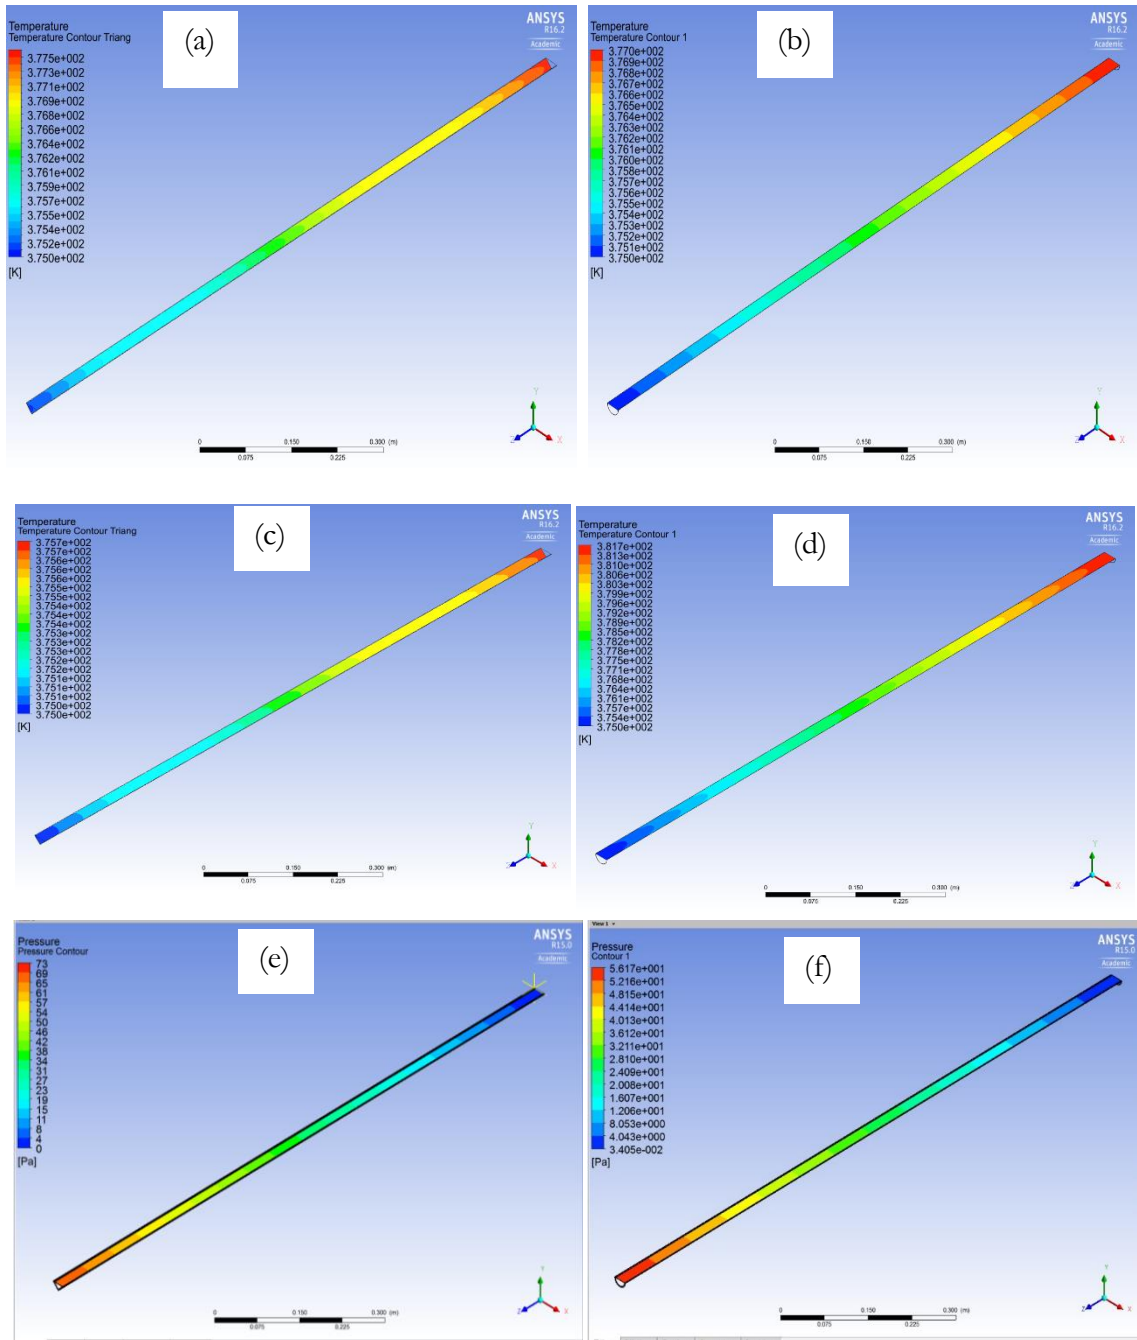 (a)
Temperature
Temperature Contour Triang
3.775e+002
3.773e+002
3.771e+002
3.769e+002
3.768e+002
3.766e+002
3.764e+002
3.762e+002
3.761e+002
3.759e+002
3.757e+002
3.755e+002
3.754e+002
3.752e+002
3.750e+002
[K]
ANSYS
R16.2
Academic
0
0.150
0.300 (m)
0.075
0.225
Y
Z
X
(b)
Temperature
Temperature Contour 1
3.770e+002
3.769e+002
3.768e+002
3.767e+002
3.766e+002
3.765e+002
3.764e+002
3.763e+002
3.762e+002
3.761e+002
3.760e+002
3.758e+002
3.757e+002
3.756e+002
3.755e+002
3.754e+002
3.753e+002
3.752e+002
3.751e+002
3.750e+002
[K]
ANSYS
R16.2
Academic
0
0.150
0.300 (m)
0.075
0.225
Y
Z
X
(c)
Temperature
Temperature Contour Triang
3.757e+002
3.757e+002
3.756e+002
3.756e+002
3.755e+002
3.755e+002
3.754e+002
3.754e+002
3.753e+002
3.753e+002
3.752e+002
3.752e+002
3.751e+002
3.751e+002
3.750e+002
3.750e+002
[K]
ANSYS
R16.2
Academic
0
0.150
0.300 (m)
0.075
0.225
Y
Z
X
(d)
Temperature
Temperature Contour 1
3.817e+002
3.813e+002
3.810e+002
3.806e+002
3.803e+002
3.799e+002
3.796e+002
3.792e+002
3.789e+002
3.785e+002
3.782e+002
3.778e+002
3.775e+002
3.771e+002
3.768e+002
3.764e+002
3.761e+002
3.757e+002
3.754e+002
3.750e+002
[K]
ANSYS
R16.2
Academic
0
0.150
0.300 (m)
0.075
0.225
Y
Z
X
(e)
Pressure
Pressure Contour
73
69
65
61
57
54
50
46
42
38
34
31
27
23
19
15
11
8
4
0
[Pa]
ANSYS
R15.0
Academic
0
0.150
0.300 (m)
0.075
0.225
Y
Z
X
View 1
(f)
Pressure
Contour 1
5.617e+001
5.216e+001
4.815e+001
4.414e+001
4.013e+001
3.612e+001
3.211e+001
2.810e+001
2.409e+001
2.008e+001
1.607e+001
1.206e+001
8.053e+000
4.043e+000
3.405e-002
[Pa]
ANSYS
R15.0
Academic
0
0.150
0.300 (m)
0.075
0.225
Y
Z
X